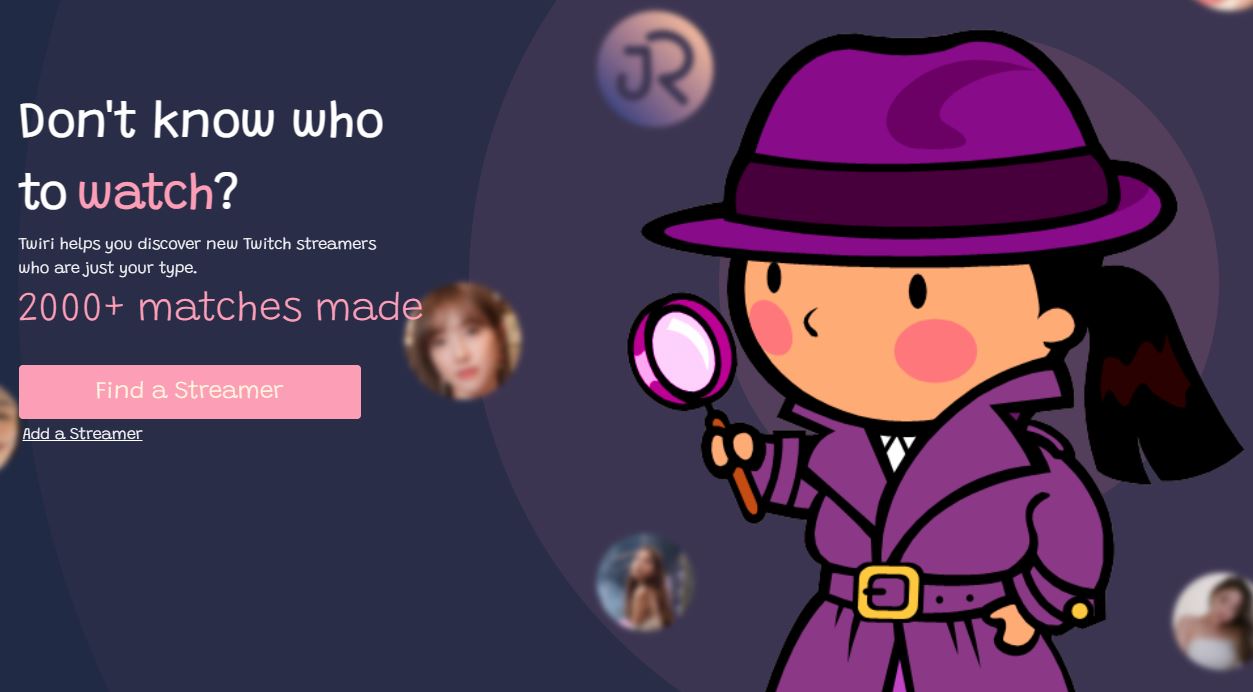 JR
Don't know who
to watch?
Twiri helps you discover new Twitch streamers
who are just your type.
2000+ matches made
Find a Streamer
Add a Streamer